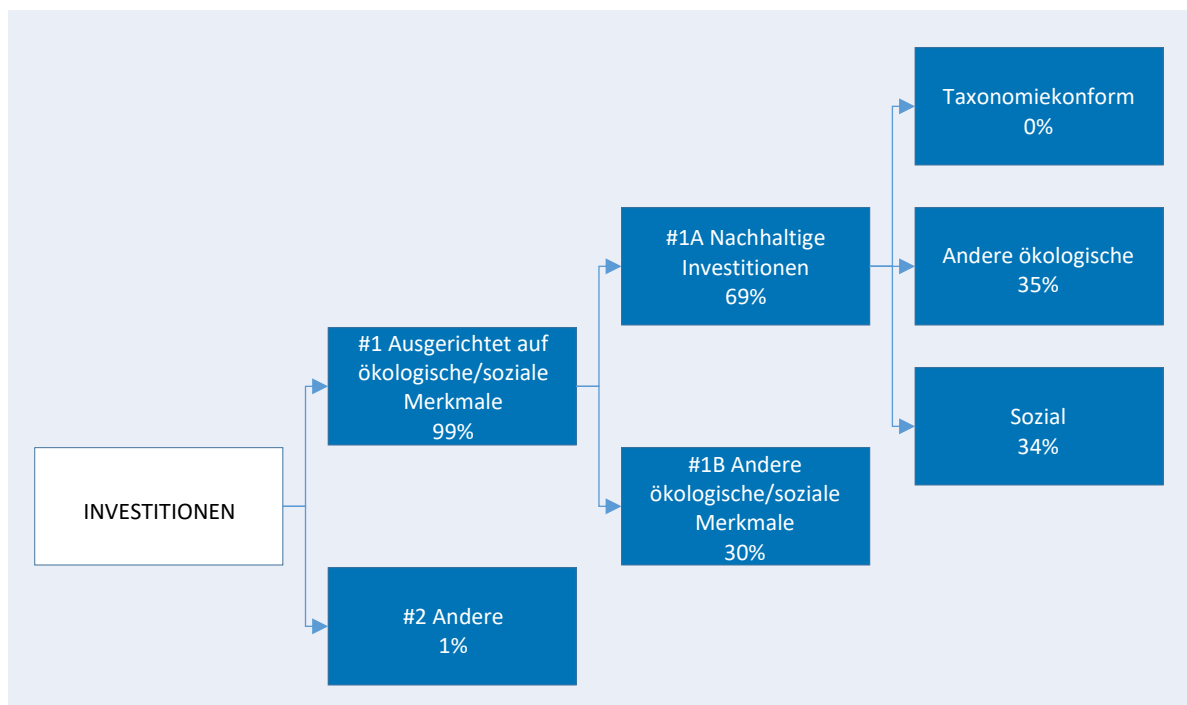 Taxonomiekonform
0%
#1A Nachhaltige
Investitionen
69%
Andere ökologische
35%
#1 Ausgerichtet auf
ökologische/soziale
Merkmale
99%
Sozial
34%
INVESTITIONEN
#1B Andere
ökologische/soziale
Merkmale
30%
#2 Andere
1%